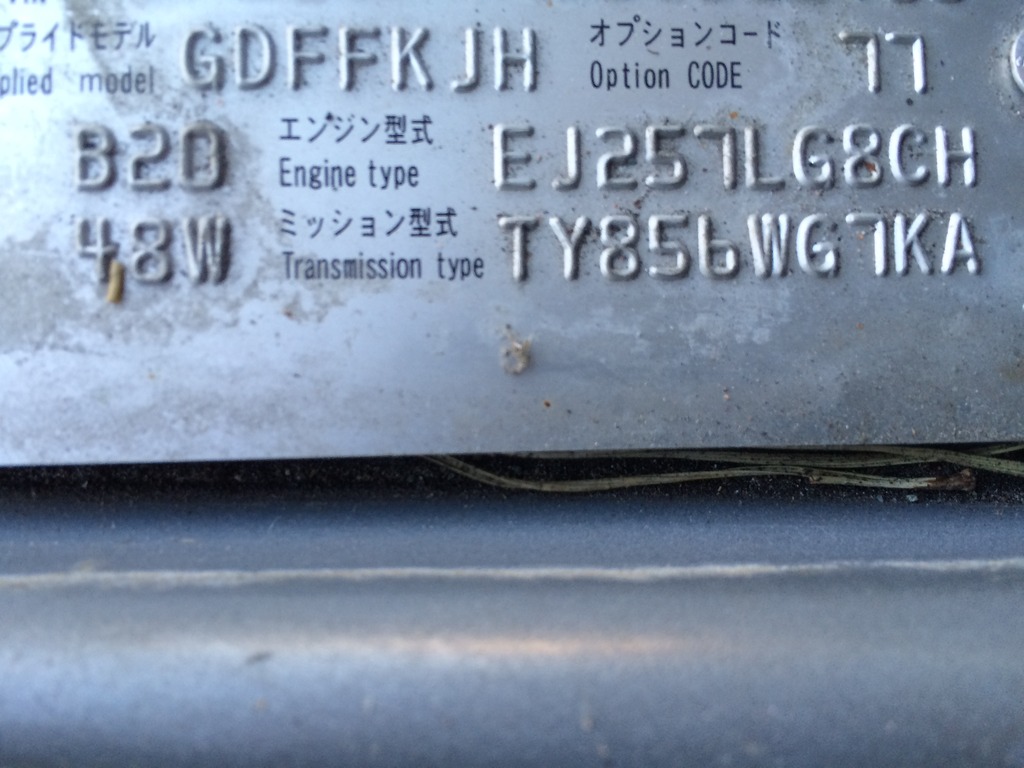 プライドモデル GDFFKJH オプションコード 77
plied model Option CODE
B20 エンジン型式 EJ257LG8CH
Engine type
48W ミッション型式 TY856WG7KA
Transmission type